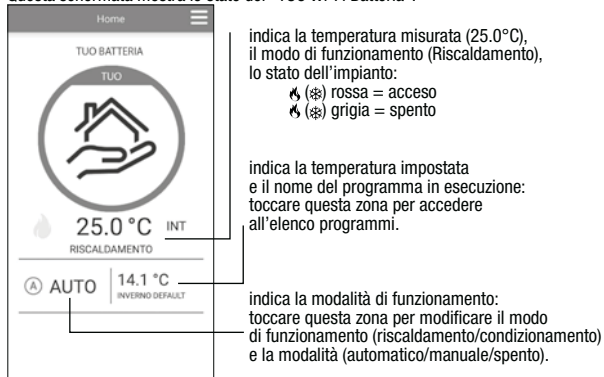 Questa schermata mostra lo stato del "TUO Wi-Fi Batteria":
Home
TUO BATTERIA
TUO
25.0 °C INT
RISCALDAMENTO
A AUTO
14.1 °C
INVERNO DEFAULT
indica la temperatura misurata (25.0°C),
il modo di funzionamento (Riscaldamento),
lo stato dell'impianto:
(❄) rossa = acceso
(❄) grigia = spento
indica la temperatura impostata
e il nome del programma in esecuzione:
toccare questa zona per accedere
all'elenco programmi.
indica la modalità di funzionamento:
toccare questa zona per modificare il modo
di funzionamento (riscaldamento/condizionamento)
e la modalità (automatico/manuale/spento).